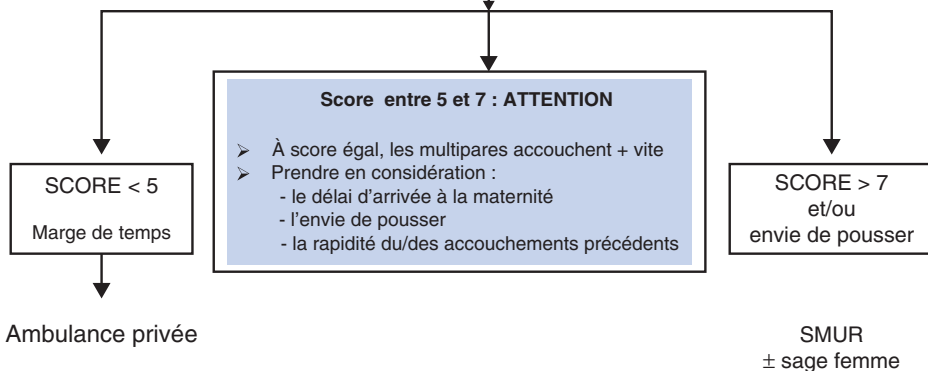 Score entre 5 et 7 : ATTENTION
➢ À score égal, les multipares accouchent + vite
➢ Prendre en considération :
- le délai d'arrivée à la maternité
- l'envie de pousser
- la rapidité du/des accouchements précédents
SCORE < 5
Marge de temps
SCORE > 7
et/ou
envie de pousser
Ambulance privée
SMUR
± sage femme